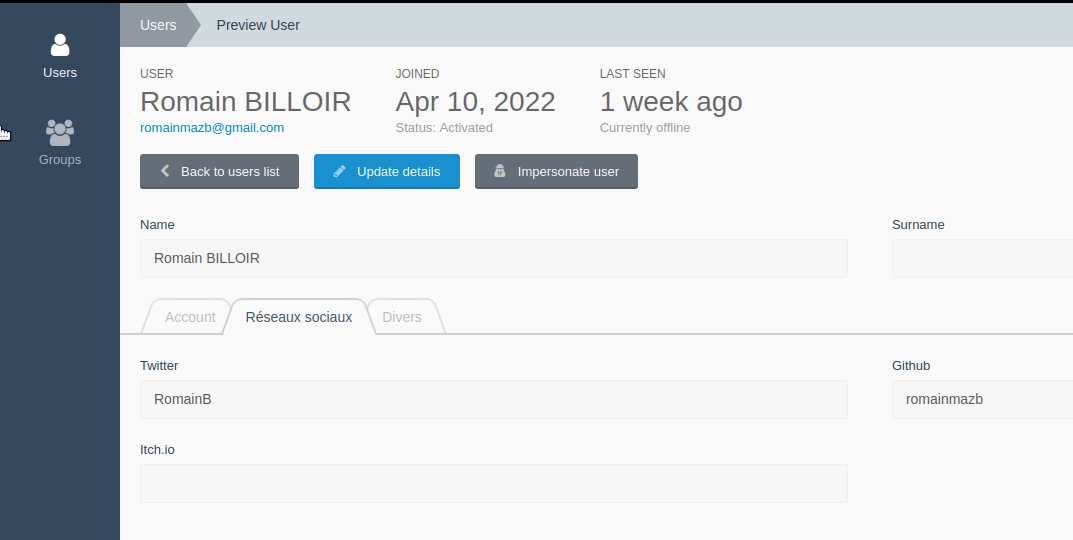 Users
Groups
Users
Preview User
USER
Romain BILLOIR
romainmazb@gmail.com
JOINED
Apr 10, 2022
Status: Activated
LAST SEEN
1 week ago
Currently offline
Back to users list
Update details
Impersonate user
Name
Romain BILLOIR
Surname
Account
Réseaux sociaux
Divers
Twitter
RomainB
Github
romainmazb
Itch.io